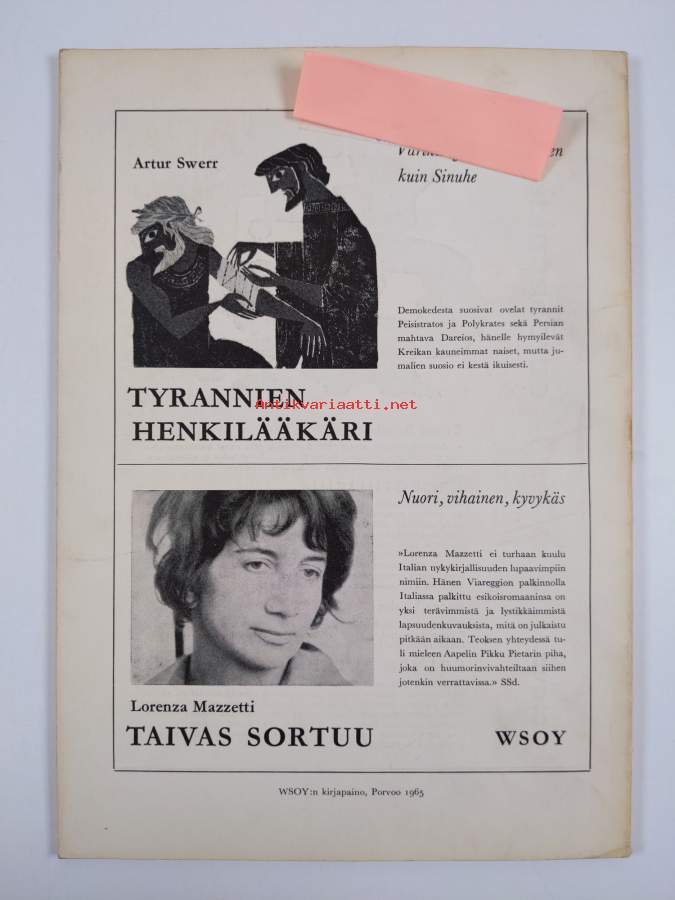 Artur Swerr
kuin Sinuhe
Demokedesta suosivat ovelat tyrannit
Peisistratos ja Polykrates sekä Persian
mahtava Dareios, hänelle hymyilevät
Kreikan kauneimmat naiset, mutta ju-
malien suosio ei kestä ikuisesti.
TYRANNIEN
Antikvariaatti.net
HENKILÄÄKÄRI
Nuori, vihainen, kyvykäs
»Lorenza Mazzetti ei turhaan kuulu
Italian nykykirjallisuuden lupaavimpiin
nimiin. Hänen Viareggion palkinnolla
Italiassa palkittu esikoisromaaninsa on
yksi terävimmistä ja lystikkäimmistä
lapsuudenkuvauksista, mitä on julkaistu
pitkään aikaan. Teoksen yhteydessä tu-
li mieleen Aapelin Pikku Pietarin piha,
joka on huumorinvivahteiltaan siihen
jotenkin verrattavissa.» SSd.
Lorenza Mazzetti
TAIVAS SORTUU
WSOY
WSOY:n kirjapaino, Porvoo 1965